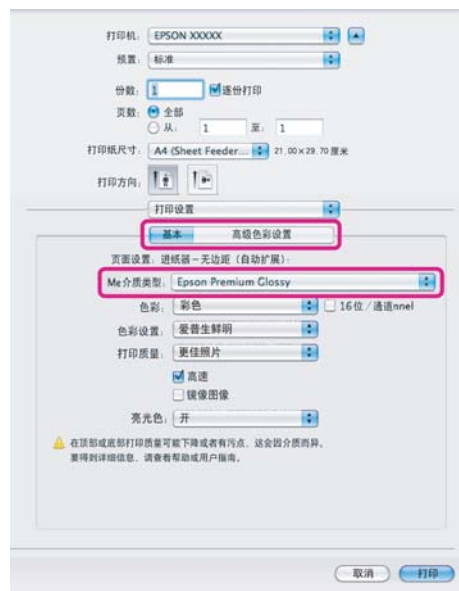 打印机： EPSON XXXXX
预置： 标准
份数： 1 逐份打印
页数： 全部
从： 1 至： 1
打印纸尺寸： A4 (Sheet Feeder... 21.00×29.70 厘米
打印方向：
打印设置
基本 高级色彩设置
页面设置： 进纸器-无边距（自动扩展）
Me介质类型： Epson Premium Glossy
色彩： 彩色 16位/通道nnel
色彩设置： 爱普生鲜明
打印质量： 更佳照片
高速
镜像图像
亮光色： 开
在顶部或底部打印质量可能下降或者有污点．这会因介质而异．
要得到详细信息．请查看帮助或用户指南．
取消 打印